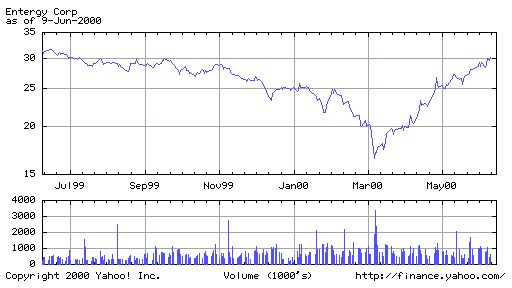 Entergy Corp
as of 9-Jun-2000
35
30
25
20
15
Jul99 Sep99 Nov99 Jan00 Mar00 May00
4000
3000
2000
1000
0
Copyright 2000 Yahoo! Inc. Volume (1000's) http://finance.yahoo.com/